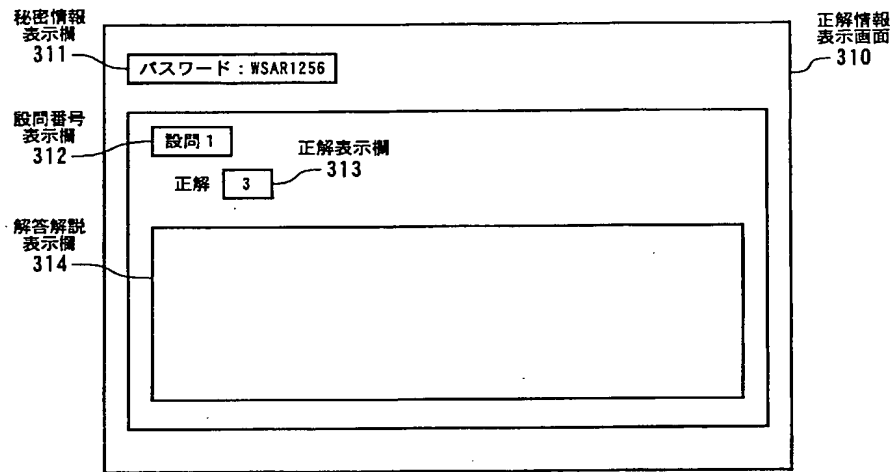 秘密情報
表示欄
311
パスワード：WSAR1256
正解情報
表示画面
310
設問番号
表示欄
312
設問1
正解表示欄
313
正解 3
解答解説
表示欄
314